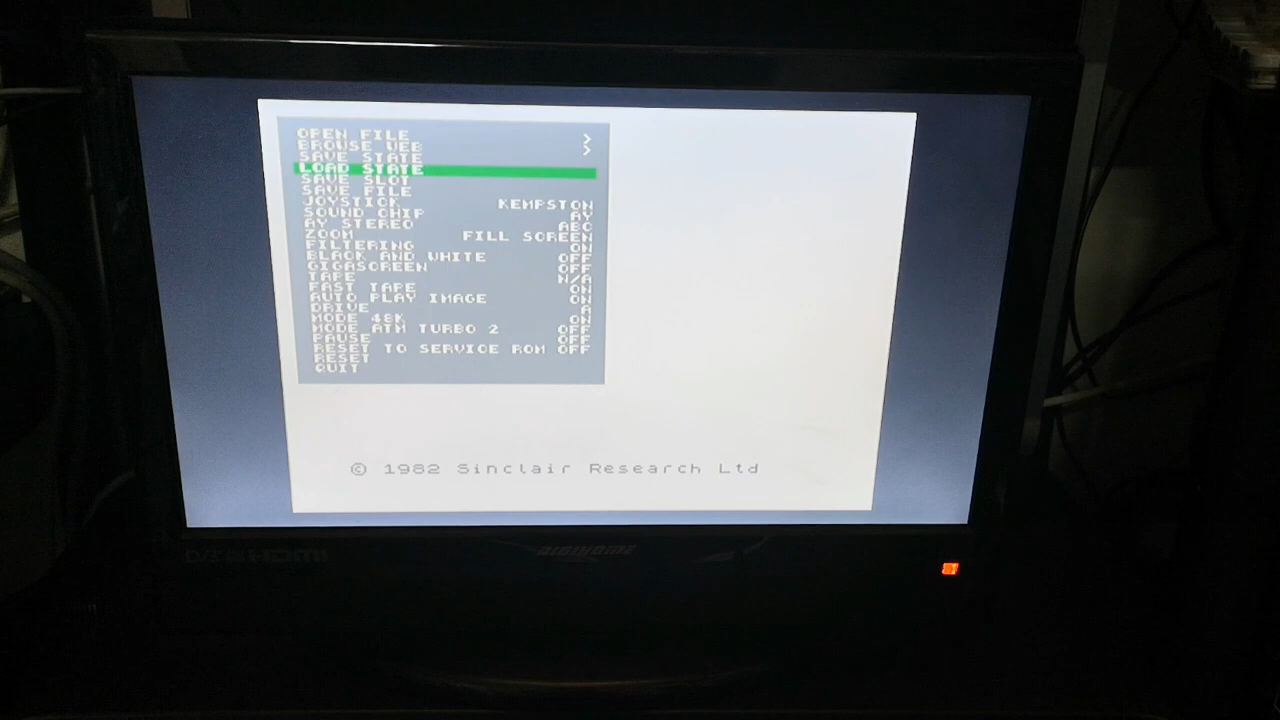 OPEN FILE >
BROWSE WEB >
SAVE STATE
LOAD STATE
SAVE SLOT
SAVE FILE
JOYSTICK KEMPSTON
SOUND CHIP AY
AY STEREO ABC
ZOOM FILL SCREEN
FILTERING ON
BLACK AND WHITE OFF
GIGASCREEN OFF
TAPE N/A
FAST TAPE ON
AUTO PLAY IMAGE ON
DRIVE A
MODE 48K ON
MODE ATM TURBO 2 OFF
PAUSE OFF
RESET TO SERVICE ROM OFF
RESET
QUIT
© 1982 Sinclair Research Ltd
DIGIHOME
HDMI